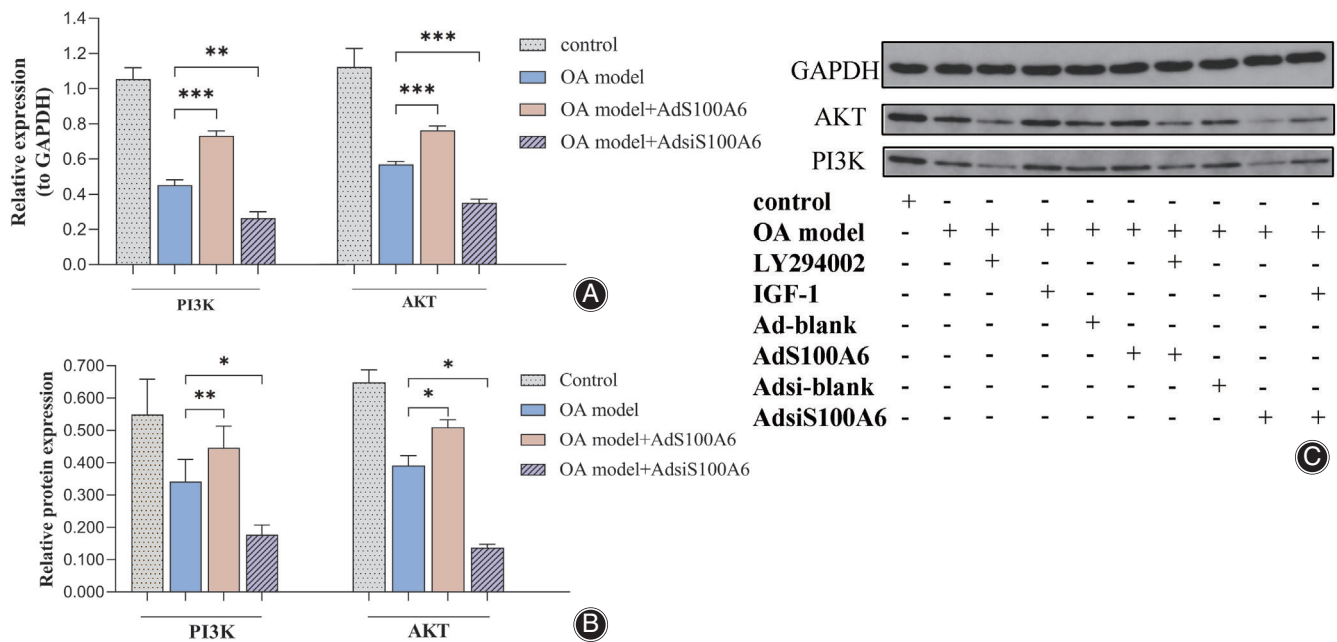 Relative expression
(to GAPDH)
1.4
1.2
1.0
0.8
0.6
0.4
0.2
0.0
** ***
*** ***
PI3K AKT
control
OA model
OA model+AdS100A6
OA model+AdsiS100A6
A
Relative protein expression
0.700
0.600
0.500
0.400
0.300
0.200
0.100
0.000
* *
** *
PI3K AKT
Control
OA model
OA model+AdS100A6
OA model+AdsiS100A6
B
GAPDH
AKT
PI3K
control + - - - - - - - - -
OA model - + + + + + + + + +
LY294002 - - + - - - + - - -
IGF-1 - - - + - - - - - +
Ad-blank - - - - + - - - - -
AdS100A6 - - - - - + + - - -
Adsi-blank - - - - - - - + - -
AdsiS100A6 - - - - - - - - + +
C